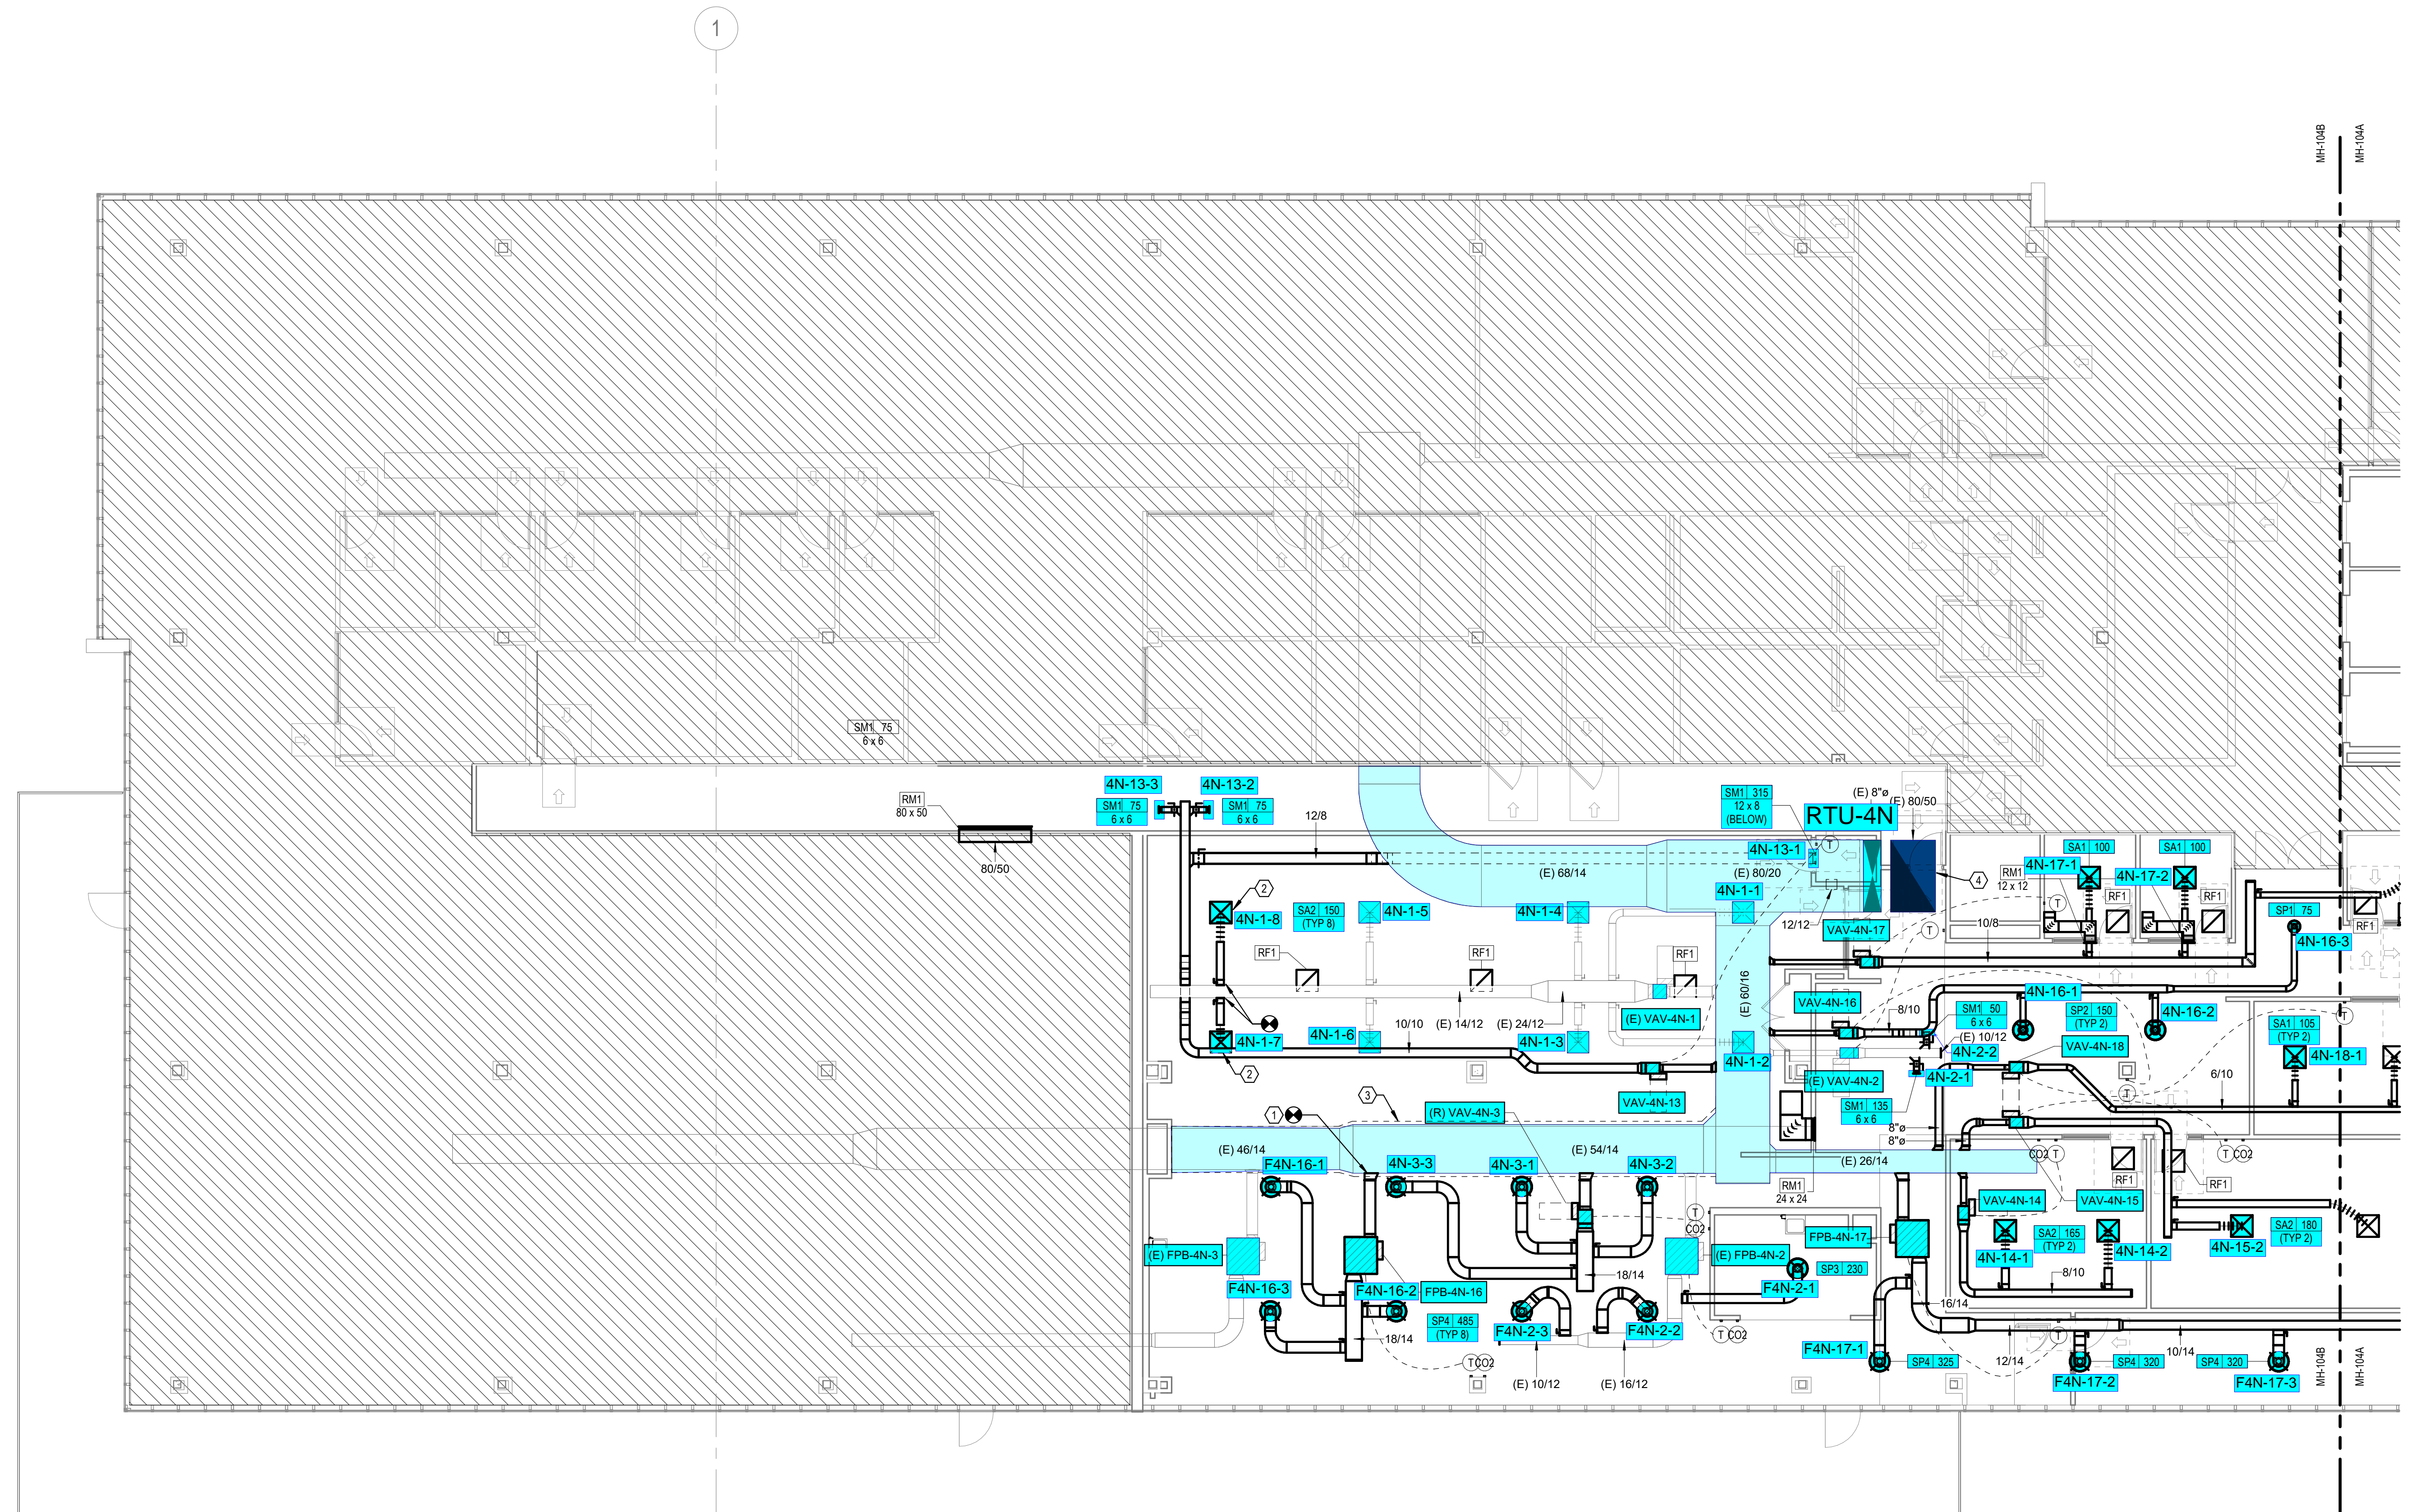 1
MH-104B
MH-104A
SM1 75
6 x 6
4N-13-3
4N-13-2
SM1 75
6 x 6
SM1 75
6 x 6
RM1
80 x 50
80/50
12/8
SM1 315
12 x 8
(BELOW)
(E) 8"ø
(E) 80/50
RTU-4N
4N-13-1
T
(E) 68/14
(E) 80/20
4
SA1 100
SA1 100
4N-17-1
4N-17-2
RM1
12 x 12
T
RF1
RF1
RF1
2
4N-1-8
SA2 150
(TYP 8)
4N-1-5
4N-1-4
4N-1-1
12/12
VAV-4N-17
T
10/8
SP1 75
4N-16-3
RF1
RF1
RF1
(E) 60/16
VAV-4N-16
4N-16-1
8/10
SM1 50
6 x 6
SP2 150
(TYP 2)
4N-16-2
(E) 14/12
(E) 24/12
(E) VAV-4N-1
10/10
4N-1-7
4N-1-6
4N-1-3
4N-1-2
2
(E) 10/12
4N-2-2
VAV-4N-18
SA1 105
(TYP 2)
T
4N-18-1
(E) VAV-4N-2
4N-2-1
6/10
T
1
3
(R) VAV-4N-3
VAV-4N-13
SM1 135
6 x 6
8"ø
8"ø
(E) 46/14
(E) 54/14
(E) 26/14
CO2
T
T
CO2
F4N-16-1
4N-3-3
4N-3-1
4N-3-2
RM1
24 x 24
RF1
RF1
VAV-4N-14
VAV-4N-15
T
CO2
(E) FPB-4N-3
(E) FPB-4N-2
FPB-4N-17
SA2 165
(TYP 2)
SA2 180
(TYP 2)
4N-14-1
4N-14-2
4N-15-2
F4N-16-3
F4N-16-2
FPB-4N-16
18/14
SP3 230
F4N-2-1
8/10
16/14
SP4 485
(TYP 8)
18/14
F4N-2-3
F4N-2-2
T
CO2
T
F4N-17-1
T
CO2
(E) 10/12
(E) 16/12
SP4 325
12/14
SP4 320
10/14
SP4 320
F4N-17-2
F4N-17-3
MH-104B
MH-104A